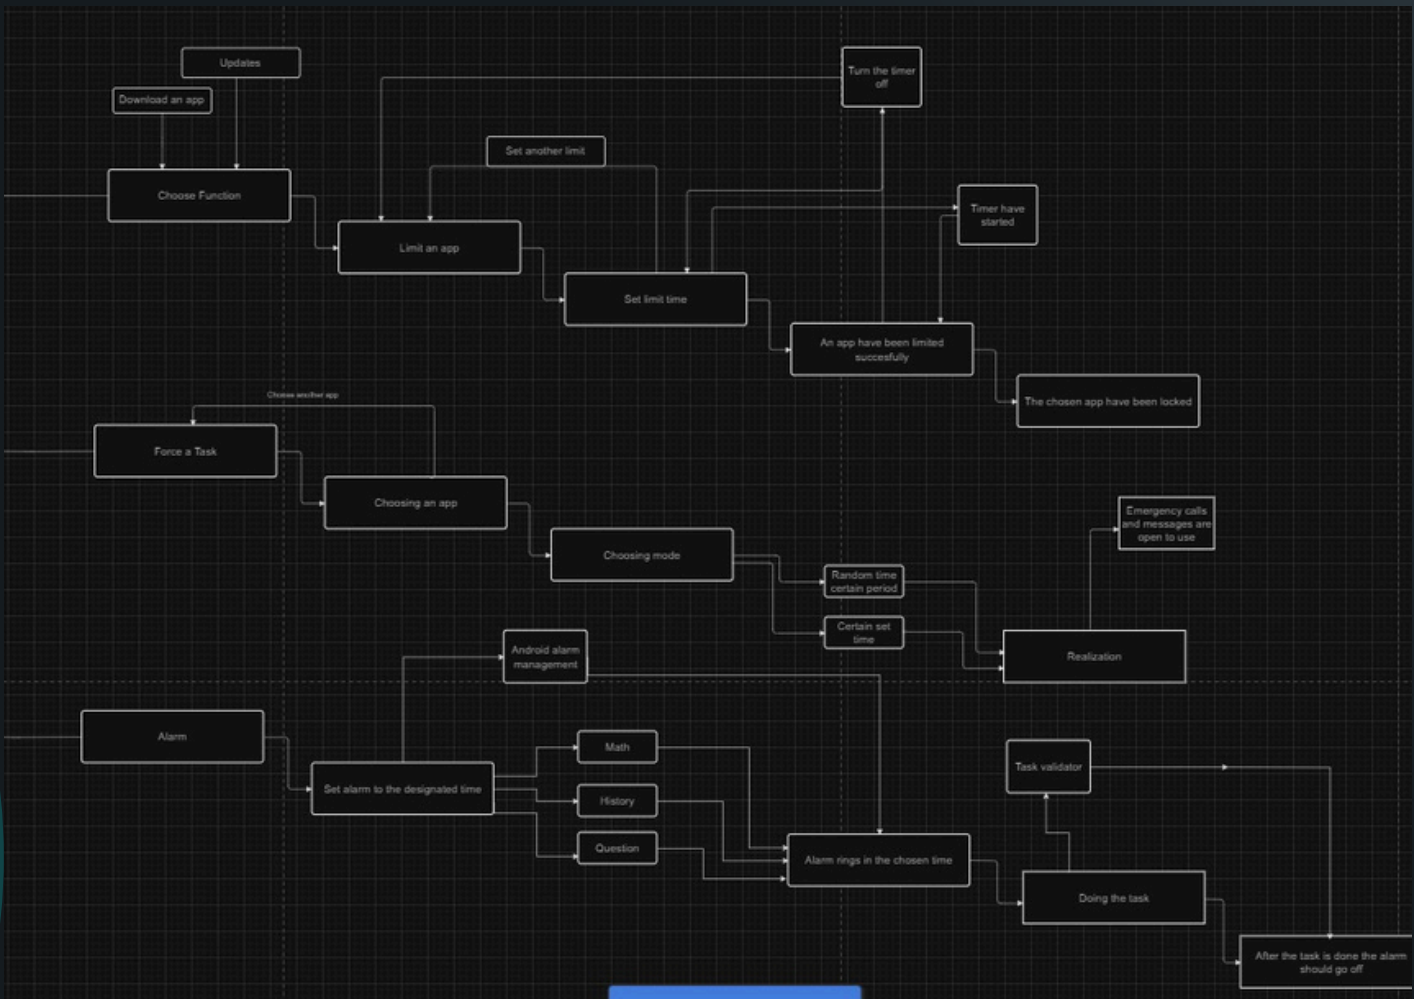 Updates
Download an app
Turn the timer
off
Set another limit
Choose Function
Timer have
started
Limit an app
Set limit time
An app have been limited
succesfully
The chosen app have been locked
Choose another app
Force a Task
Choosing an app
Emergency calls
and messages are
open to use
Choosing mode
Random time
certain period
Certain set
time
Android alarm
management
Realization
Alarm
Math
Task validator
Set alarm to the designated time
History
Question
Alarm rings in the chosen time
Doing the task
After the task is done the alarm
should go off